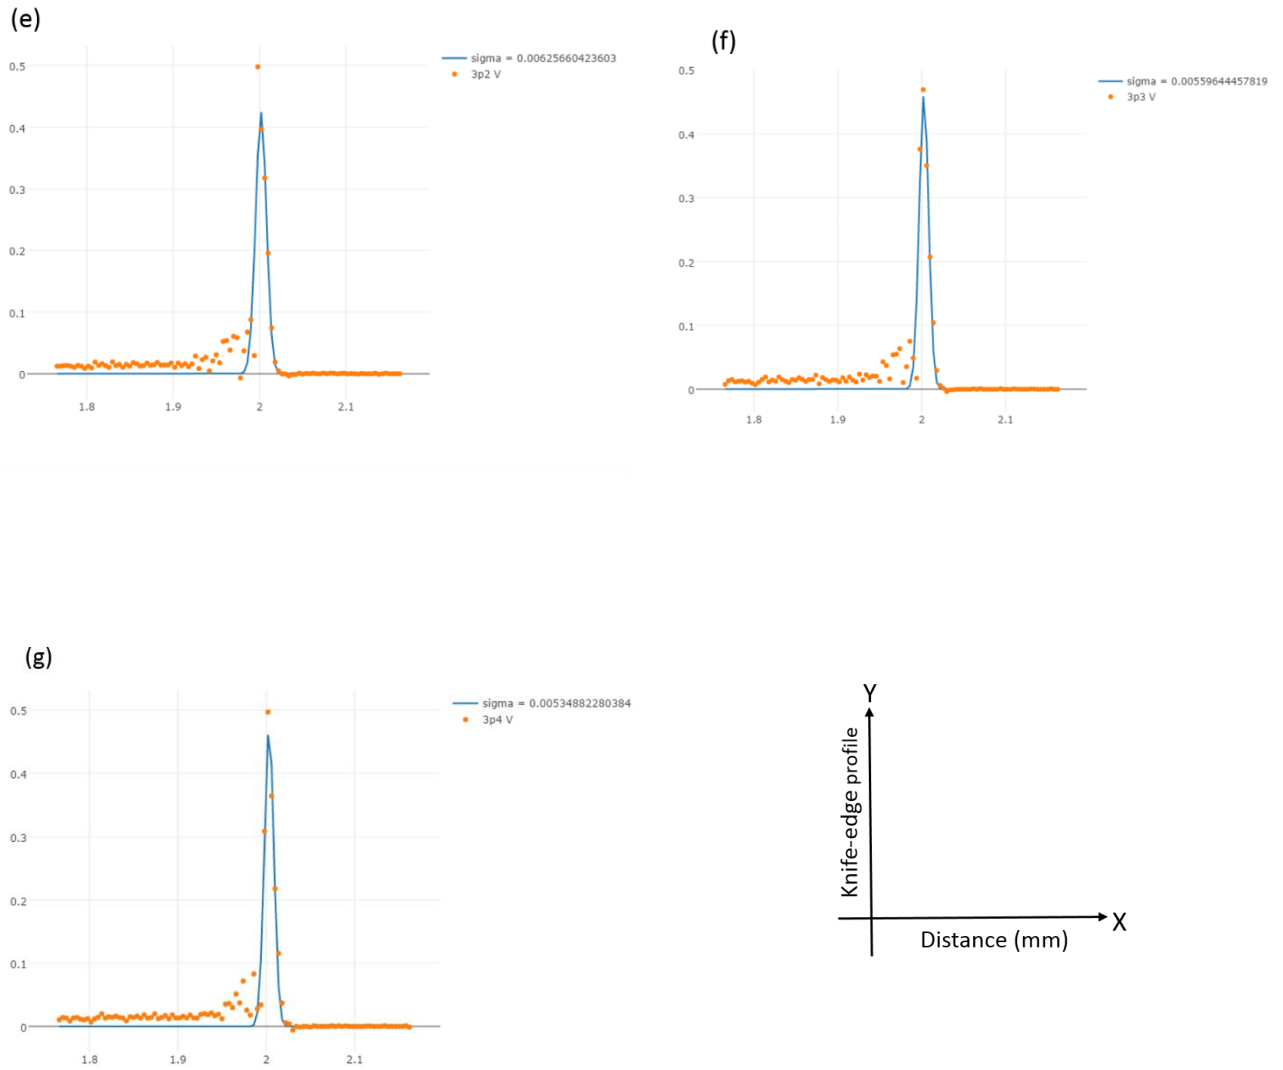 (e)
sigma = 0.00625660423603
3p2 V
0.5
0.4
0.3
0.2
0.1
0
1.8 1.9 2 2.1
(f)
sigma = 0.00559644457819
3p3 V
0.5
0.4
0.3
0.2
0.1
0
1.8 1.9 2 2.1
(g)
sigma = 0.00534882280384
3p4 V
0.5
0.4
0.3
0.2
0.1
0
1.8 1.9 2 2.1
Y
Knife-edge profile
X
Distance (mm)